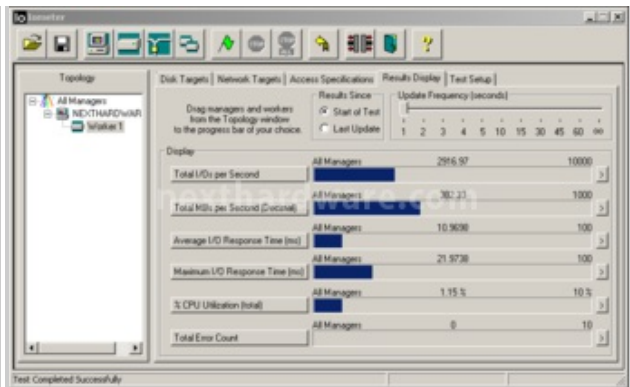 Iometer
Topology
All Managers
NEXTHARDWAR
Worker 1
Disk Targets
Network Targets
Access Specifications
Results Display
Test Setup
Drag managers and workers
from the Topology window
to the progress bar of your choice.
Results Since
Start of Test
Last Update
Update Frequency (seconds)
1 2 3 4 5 10 15 30 45 60 oo
Display
All Managers 2916.97 10000
Total I/Os per Second
All Managers 382.33 1000
Total MBs per Second (Decimal)
nexthardware.com
All Managers 10.9698 100
Average I/O Response Time (ms)
All Managers 21.9738 100
Maximum I/O Response Time (ms)
All Managers 1.15 % 10 %
% CPU Utilization (total)
All Managers 0 10
Total Error Count
Test Completed Successfully